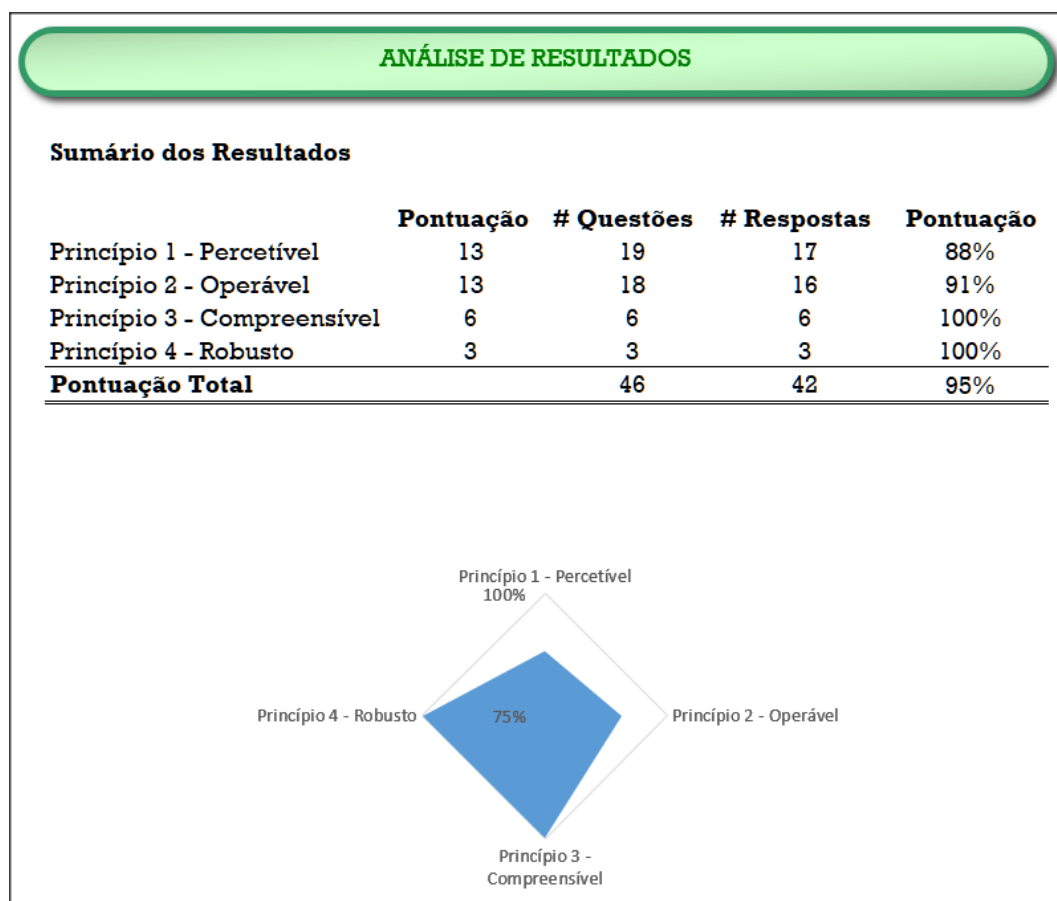 ANÁLISE DE RESULTADOS
Sumário dos Resultados
Pontuação # Questões # Respostas Pontuação
Princípio 1 - Percetível 13 19 17 88%
Princípio 2 - Operável 13 18 16 91%
Princípio 3 - Compreensível 6 6 6 100%
Princípio 4 - Robusto 3 3 3 100%
Pontuação Total 46 42 95%
Princípio 1 - Percetível
100%
Princípio 4 - Robusto 75% Princípio 2 - Operável
Princípio 3 -
Compreensível